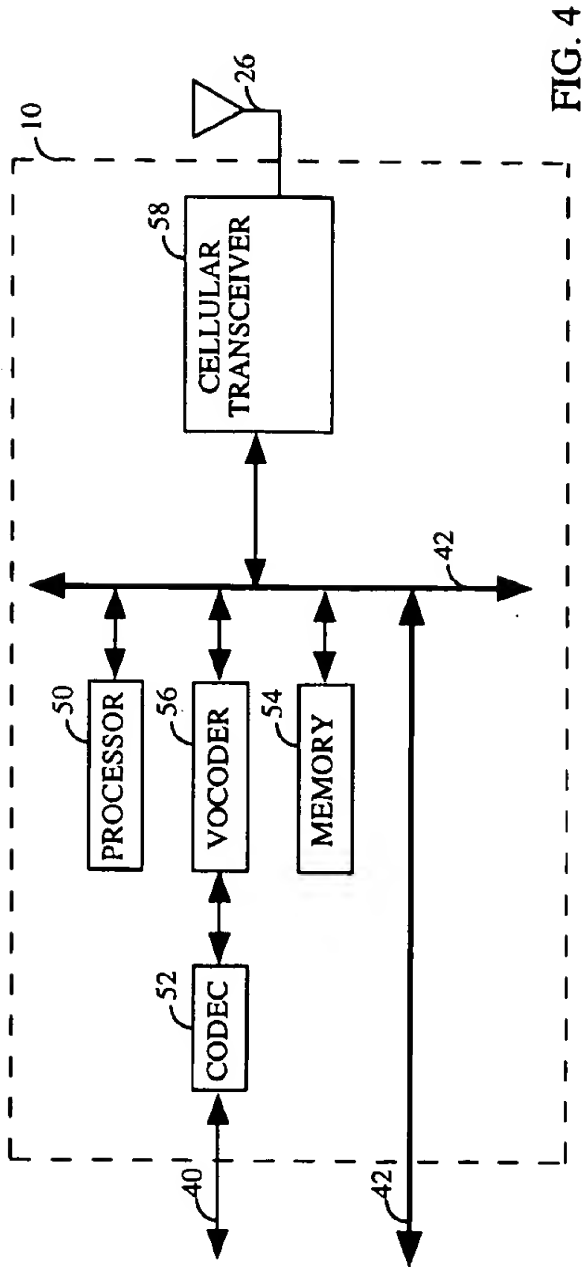 10
26
58
CELLULAR
TRANSCEIVER
50
PROCESSOR
52
CODEC
56
VOCODER
54
MEMORY
40
42
42
FIG. 4